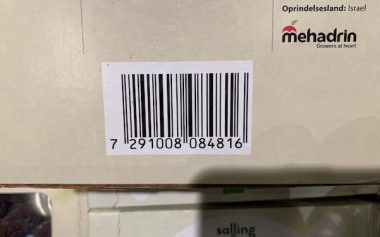 Oprindelsesland: Israel
mehadrin
Growers at heart
7 291008 084816
salling